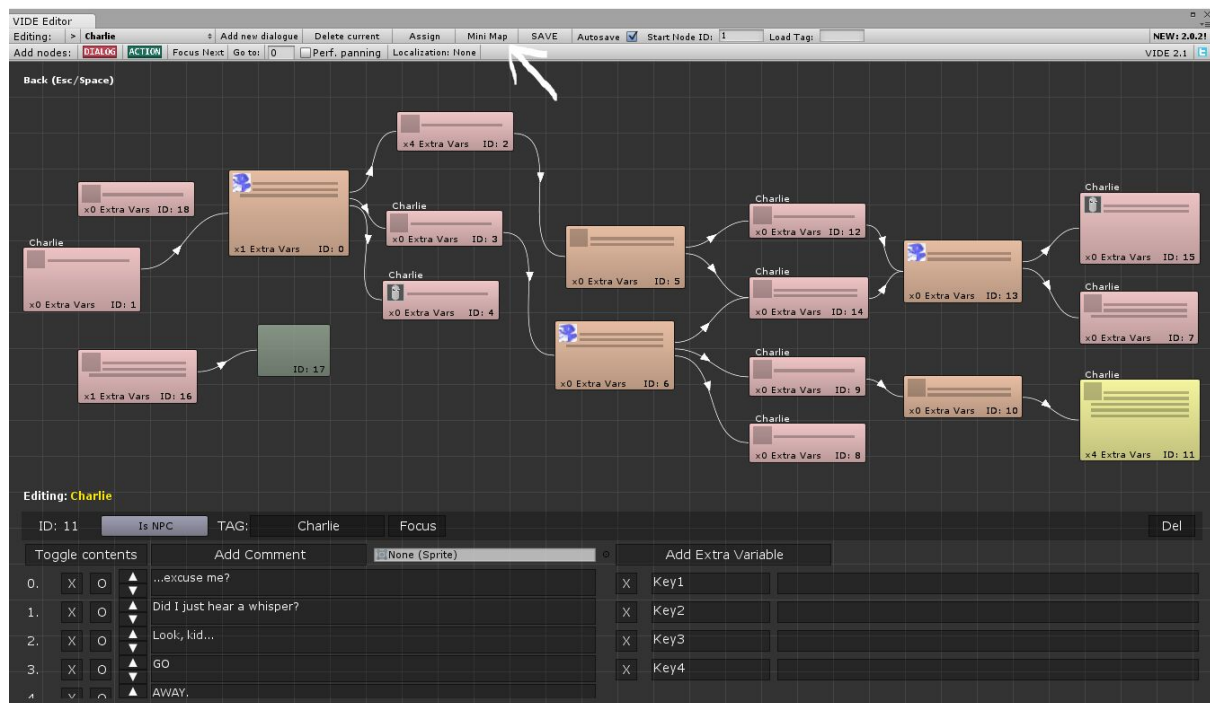 VIDE Editor
Editing: > Charlie Add new dialogue Delete current Assign Mini Map SAVE Autosave Start Node ID: 1 Load Tag: NEW: 2.0.2!
Add nodes: DIALOG ACTION Focus Next Go to: 0 Perf. panning Localization: None VIDE 2.1
Back (Esc/Space)
x4 Extra Vars ID: 2
x0 Extra Vars ID: 18
x1 Extra Vars ID: 0
Charlie
x0 Extra Vars ID: 1
Charlie
x0 Extra Vars ID: 3
Charlie
x0 Extra Vars ID: 4
ID: 17
x1 Extra Vars ID: 16
x0 Extra Vars ID: 5
x0 Extra Vars ID: 6
Charlie
x0 Extra Vars ID: 12
Charlie
x0 Extra Vars ID: 14
Charlie
x0 Extra Vars ID: 9
Charlie
x0 Extra Vars ID: 8
x0 Extra Vars ID: 13
x0 Extra Vars ID: 10
Charlie
x0 Extra Vars ID: 15
Charlie
x0 Extra Vars ID: 7
Charlie
x4 Extra Vars ID: 11
Editing: Charlie
ID: 11 Is NPC TAG: Charlie Focus Del
Toggle contents Add Comment None (Sprite) Add Extra Variable
0. X O ...excuse me? X Key1
1. X O Did I just hear a whisper? X Key2
2. X O Look, kid... X Key3
3. X O GO X Key4
4. X O AWAY.